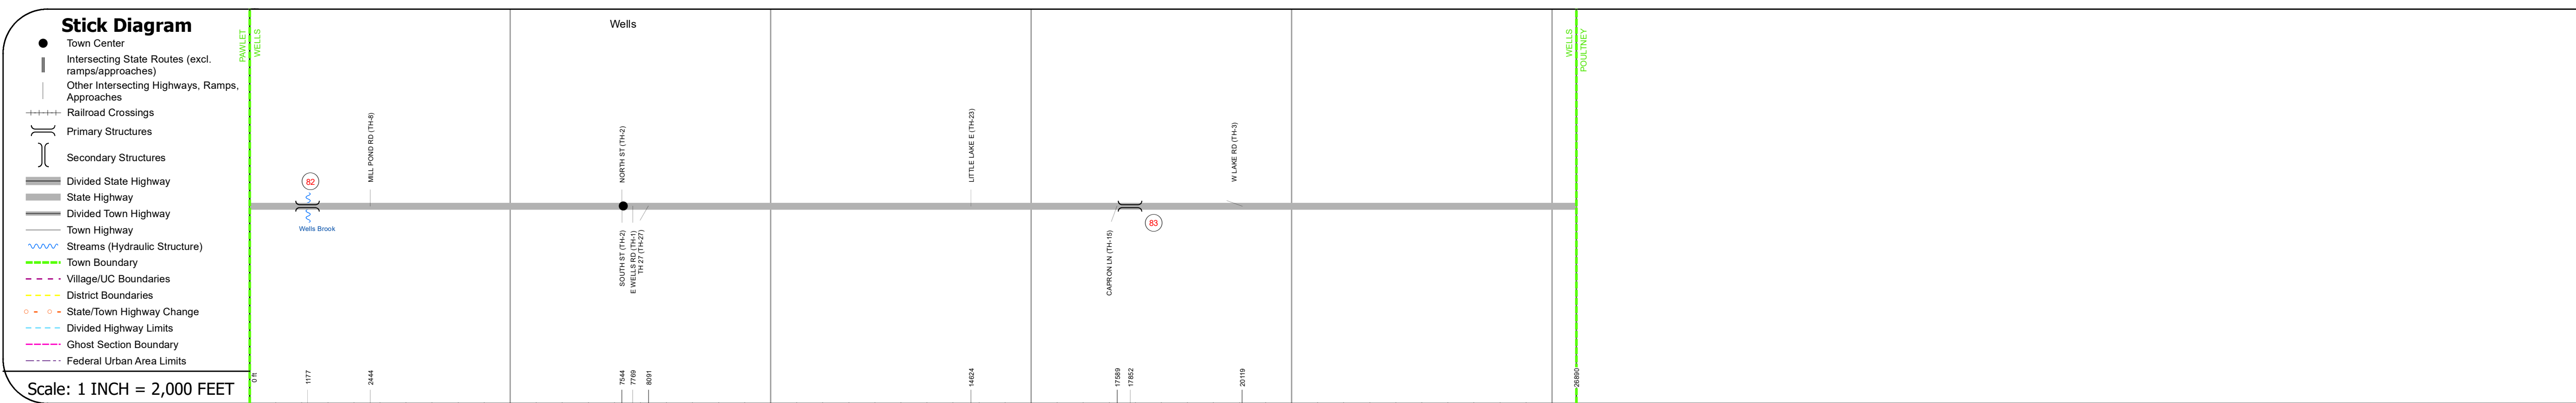 Stick Diagram
Town Center
Intersecting State Routes (excl.
ramps/approaches)
Other Intersecting Highways, Ramps,
Approaches
Railroad Crossings
Primary Structures
Secondary Structures
Divided State Highway
State Highway
Divided Town Highway
Town Highway
Streams (Hydraulic Structure)
Town Boundary
Village/UC Boundaries
District Boundaries
State/Town Highway Change
Divided Highway Limits
Ghost Section Boundary
Federal Urban Area Limits
Scale: 1 INCH = 2,000 FEET
Wells
PAWLET
WELLS
WELLS
POULTNEY
82
Wells Brook
MILL POND RD (TH-8)
NORTH ST (TH-2)
SOUTH ST (TH-2)
E WELLS RD (TH-1)
TH 27 (TH-27)
LITTLE LAKE E (TH-23)
CAPRON LN (TH-15)
83
W LAKE RD (TH-3)
0 ft
1177
2444
7544
7769
8091
14624
17589
17852
20119
26890